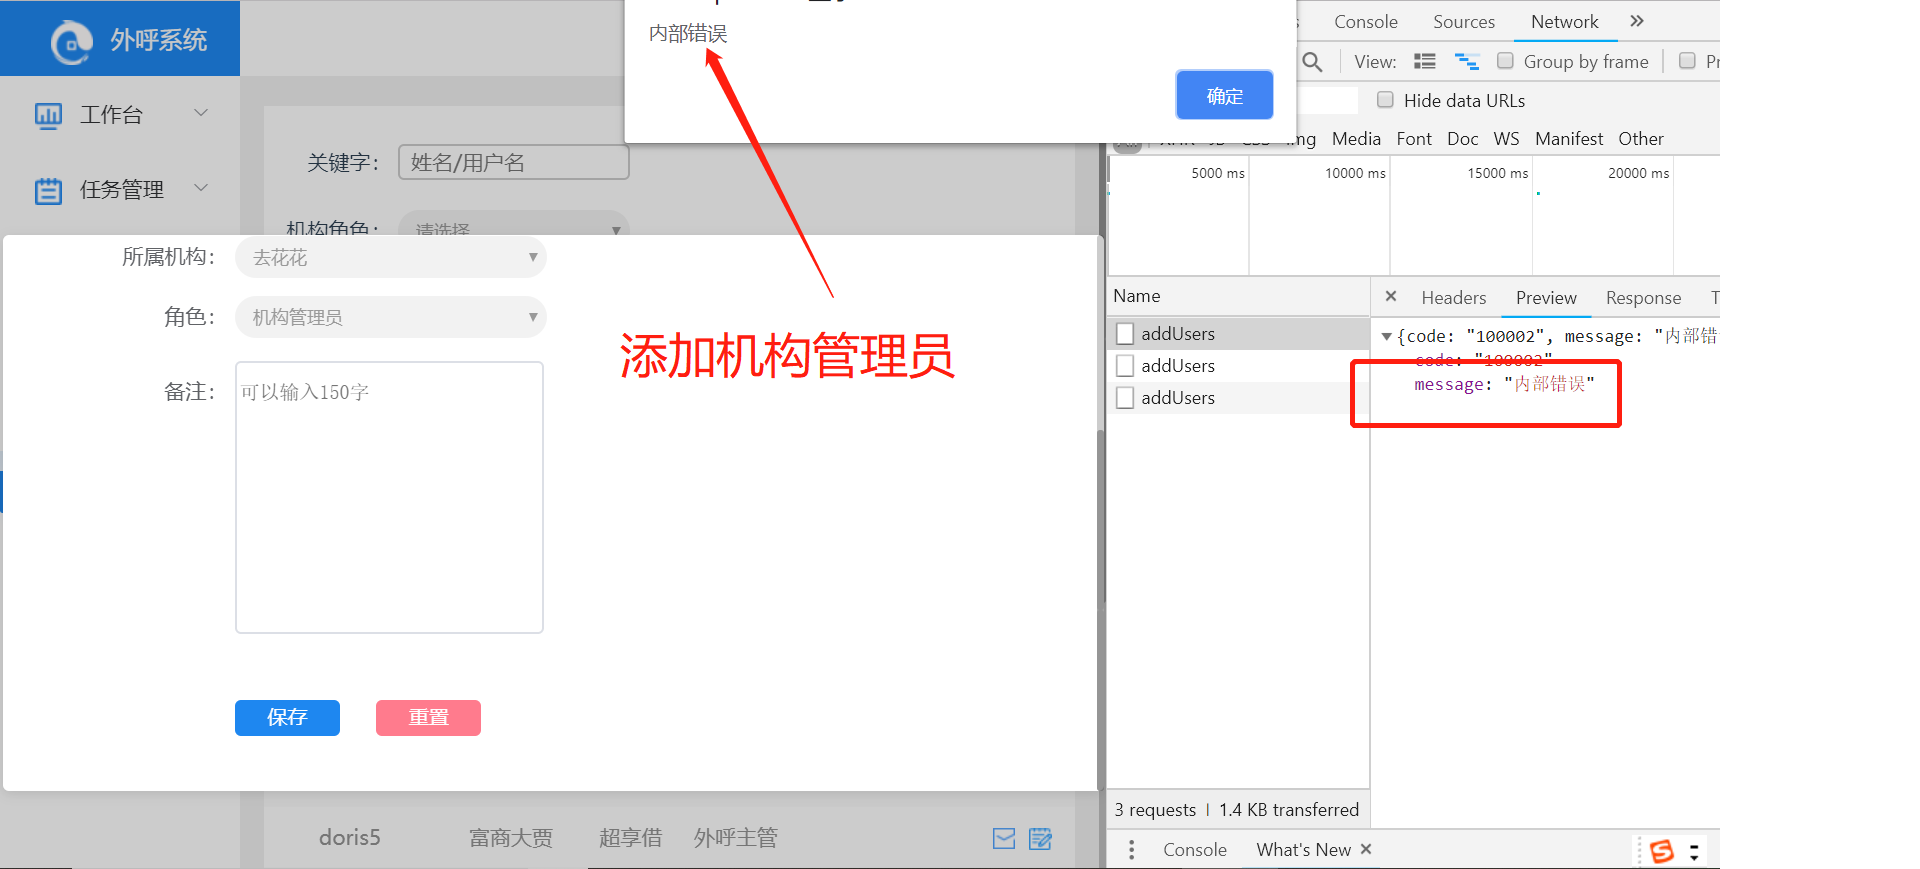 外呼系统
工作台
任务管理
内部错误
确定
关键字：
姓名/用户名
机构角色：
请选择
所属机构：
去花花
角色：
机构管理员
备注：
可以输入150字
添加机构管理员
保存
重置
doris5 富商大贾 超享借 外呼主管
Console Sources Network
View: Group by frame
Hide data URLs
Media Font Doc WS Manifest Other
5000 ms 10000 ms 15000 ms 20000 ms
Name
addUsers
addUsers
addUsers
Headers Preview Response
{code: "100002", message: "内部错
code: "100002"
message: "内部错误"
3 requests 1.4 KB transferred
Console What's New